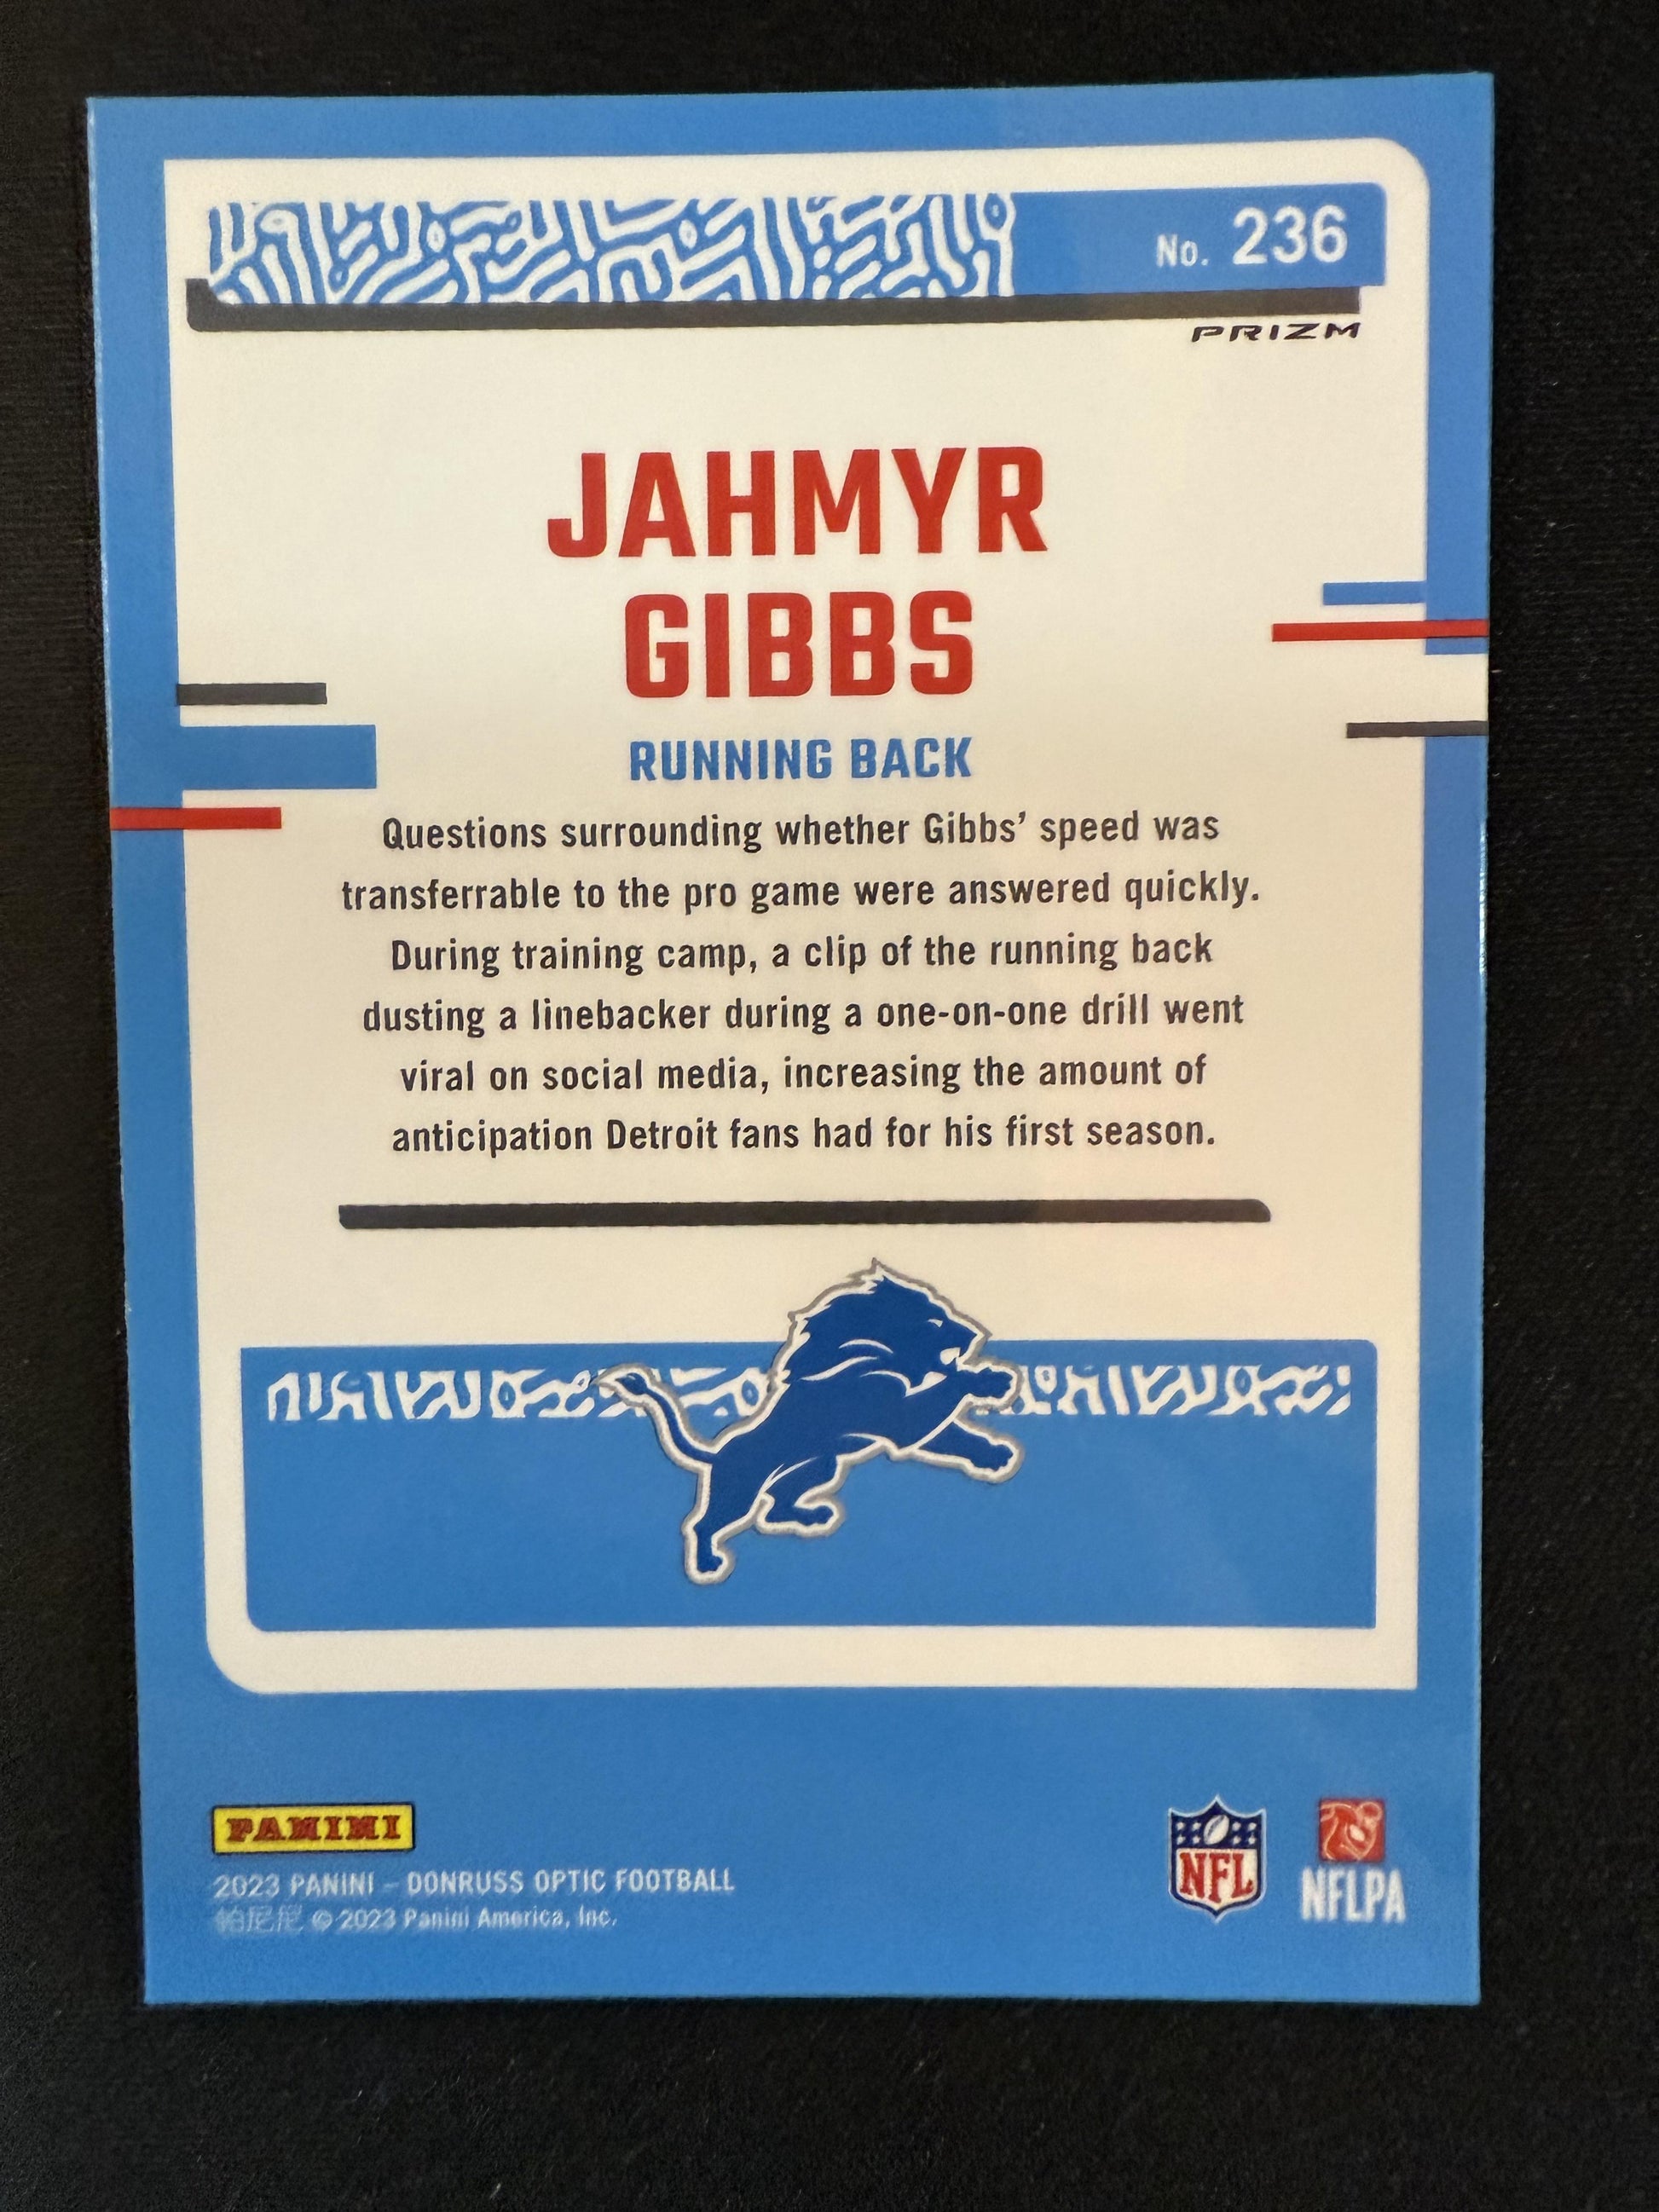 No. 236
PRIZM
JAHMYR
GIBBS
RUNNING BACK
Questions surrounding whether Gibbs’ speed was
transferrable to the pro game were answered quickly.
During training camp, a clip of the running back
dusting a linebacker during a one-on-one drill went
viral on social media, increasing the amount of
anticipation Detroit fans had for his first season.
PANINI
2023 PANINI – DONRUSS OPTIC FOOTBALL
帕尼尼 © 2023 Panini America, Inc.
NFL
NFLPA